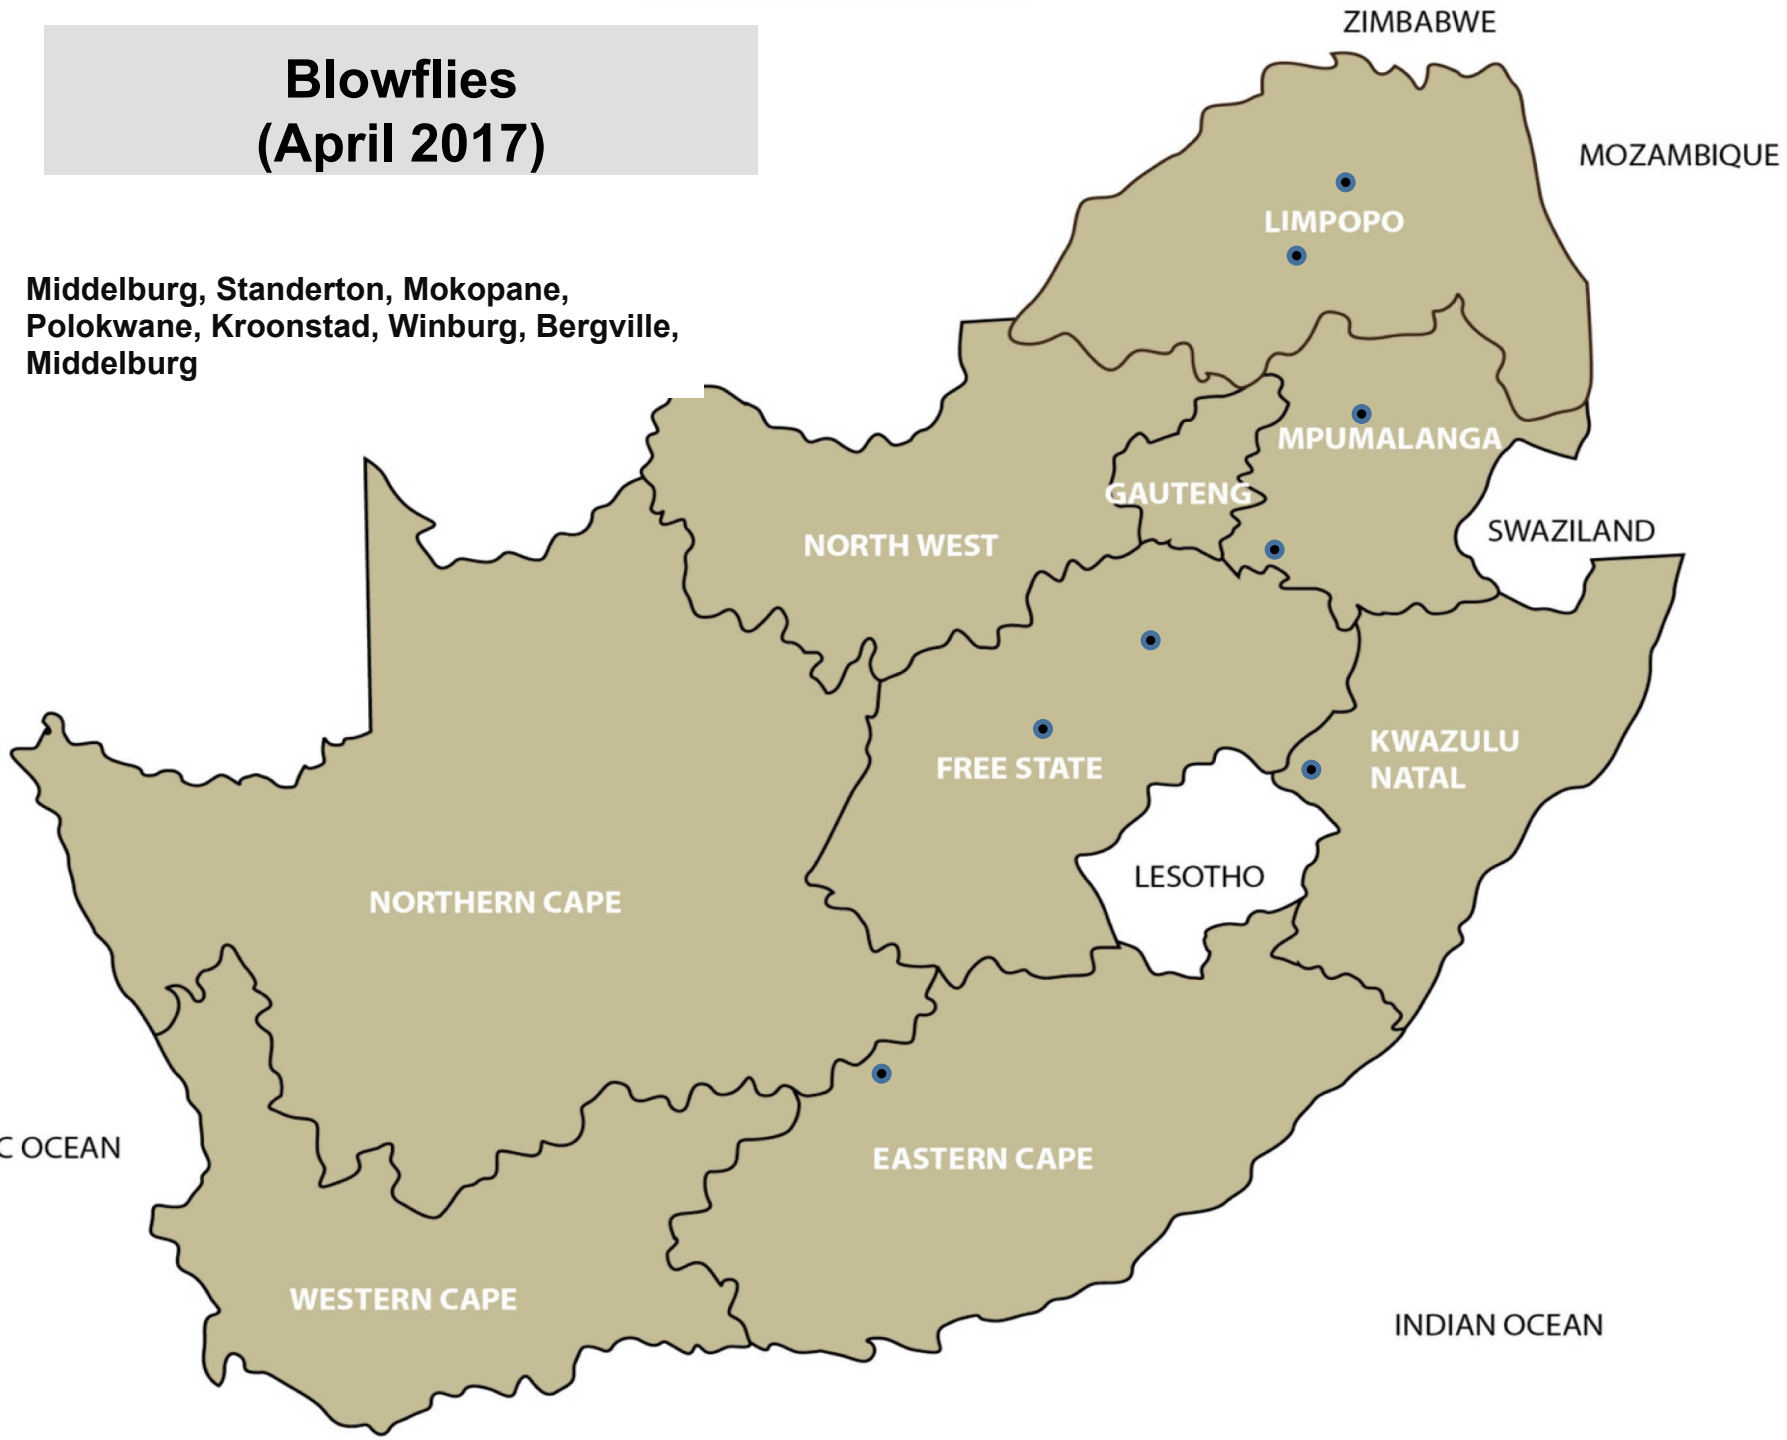 ZIMBABWE
Blowflies
(April 2017)
MOZAMBIQUE
LIMPOPO
Middelburg, Standerton, Mokopane,
Polokwane, Kroonstad, Winburg, Bergville,
Middelburg
MPUMALANGA
GAUTENG
SWAZILAND
NORTH WEST
KWAZULU
NATAL
FREE STATE
LESOTHO
NORTHERN CAPE
C OCEAN
EASTERN CAPE
WESTERN CAPE
INDIAN OCEAN